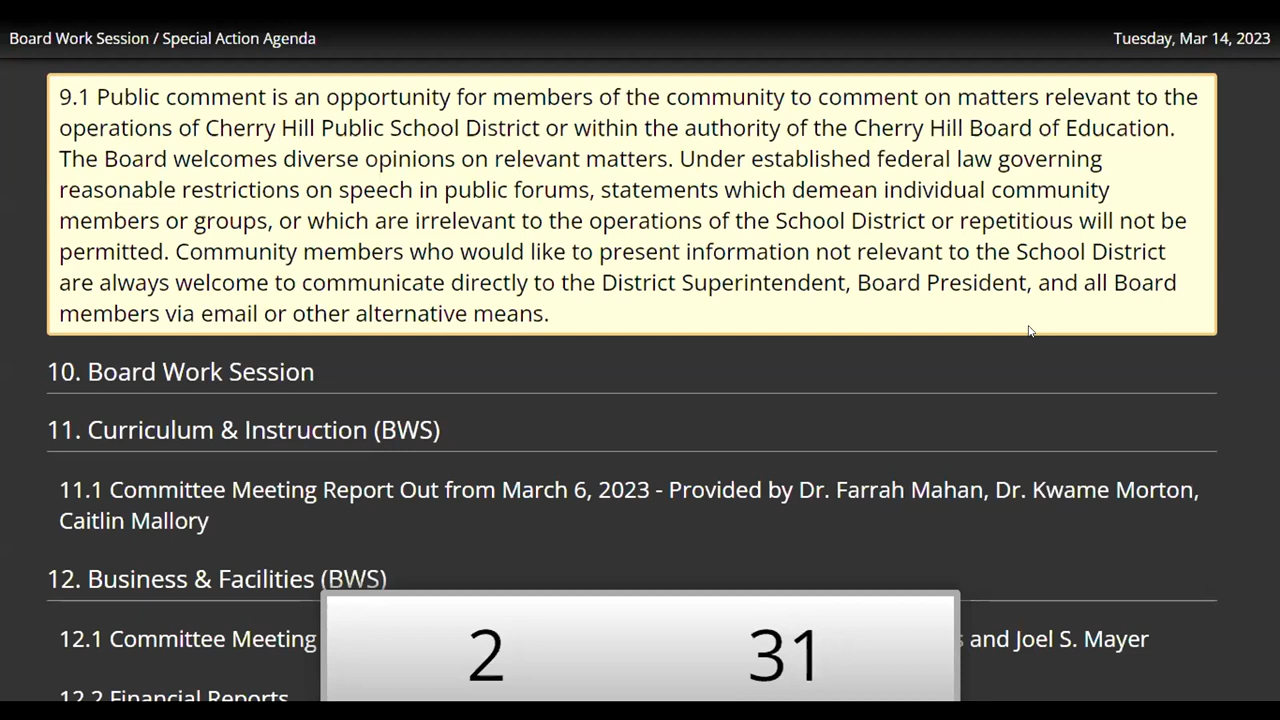 Board Work Session / Special Action Agenda
Tuesday, Mar 14, 2023
9.1 Public comment is an opportunity for members of the community to comment on matters relevant to the
operations of Cherry Hill Public School District or within the authority of the Cherry Hill Board of Education.
The Board welcomes diverse opinions on relevant matters. Under established federal law governing
reasonable restrictions on speech in public forums, statements which demean individual community
members or groups, or which are irrelevant to the operations of the School District or repetitious will not be
permitted. Community members who would like to present information not relevant to the School District
are always welcome to communicate directly to the District Superintendent, Board President, and all Board
members via email or other alternative means.
10. Board Work Session
11. Curriculum & Instruction (BWS)
11.1 Committee Meeting Report Out from March 6, 2023 - Provided by Dr. Farrah Mahan, Dr. Kwame Morton,
Caitlin Mallory
12. Business & Facilities (BWS)
12.1 Committee Meeting and Joel S. Mayer
12.2 Financial Reports
2 31